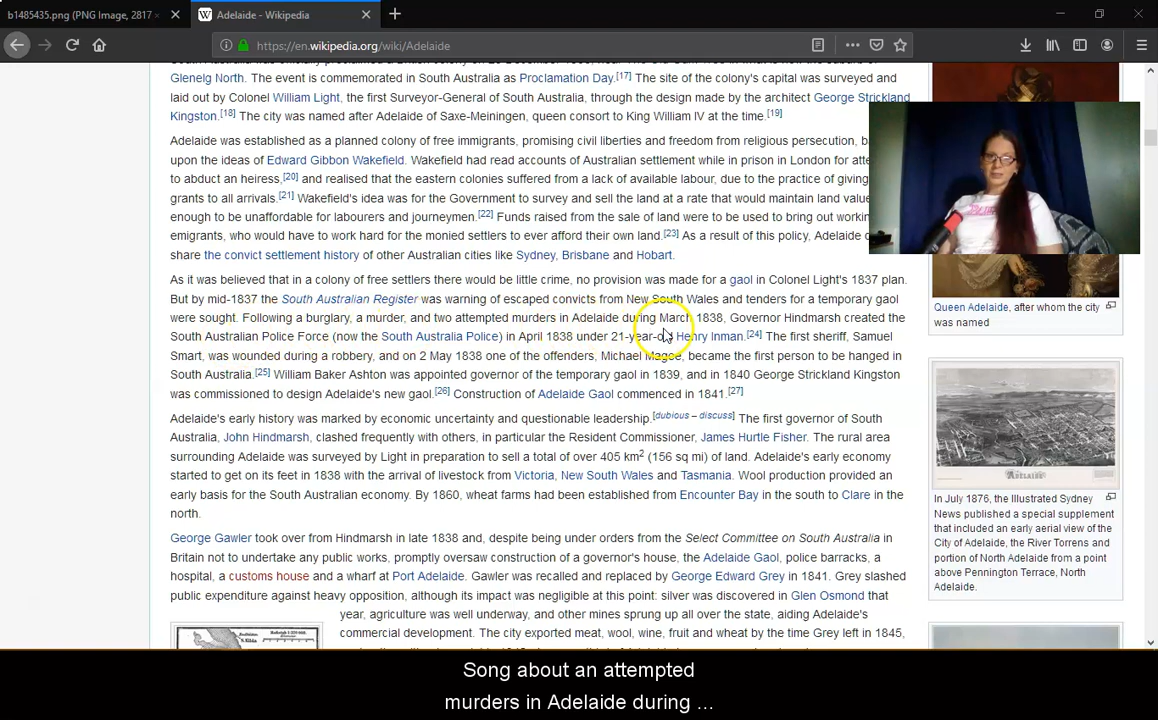 b1485435.png (PNG Image, 2817 ×
Adelaide - Wikipedia
https://en.wikipedia.org/wiki/Adelaide
Glenelg North. The event is commemorated in South Australia as Proclamation Day.[17] The site of the colony's capital was surveyed and
laid out by Colonel William Light, the first Surveyor-General of South Australia, through the design made by the architect George Strickland
Kingston.[18] The city was named after Adelaide of Saxe-Meiningen, queen consort to King William IV at the time.[19]
Adelaide was established as a planned colony of free immigrants, promising civil liberties and freedom from religious persecution,
upon the ideas of Edward Gibbon Wakefield. Wakefield had read accounts of Australian settlement while in prison in London for
to abduct an heiress,[20] and realised that the eastern colonies suffered from a lack of available labour, due to the practice of giving
grants to all arrivals.[21] Wakefield's idea was for the Government to survey and sell the land at a rate that would maintain land
enough to be unaffordable for labourers and journeymen.[22] Funds raised from the sale of land were to be used to bring out
emigrants, who would have to work hard for the monied settlers to ever afford their own land.[23] As a result of this policy, Adelaide
share the convict settlement history of other Australian cities like Sydney, Brisbane and Hobart.
As it was believed that in a colony of free settlers there would be little crime, no provision was made for a gaol in Colonel Light's 1837 plan.
But by mid-1837 the South Australian Register was warning of escaped convicts from New South Wales and tenders for a temporary gaol
were sought. Following a burglary, a murder, and two attempted murders in Adelaide during March 1838, Governor Hindmarsh created the
South Australian Police Force (now the South Australia Police) in April 1838 under 21-year-old Henry Inman.[24] The first sheriff, Samuel
Smart, was wounded during a robbery, and on 2 May 1838 one of the offenders, Michael Magee, became the first person to be hanged in
South Australia.[25] William Baker Ashton was appointed governor of the temporary gaol in 1839, and in 1840 George Strickland Kingston
was commissioned to design Adelaide's new gaol.[26] Construction of Adelaide Gaol commenced in 1841.[27]
Adelaide's early history was marked by economic uncertainty and questionable leadership.[dubious – discuss] The first governor of South
Australia, John Hindmarsh, clashed frequently with others, in particular the Resident Commissioner, James Hurtle Fisher. The rural area
surrounding Adelaide was surveyed by Light in preparation to sell a total of over 405 km2 (156 sq mi) of land. Adelaide's early economy
started to get on its feet in 1838 with the arrival of livestock from Victoria, New South Wales and Tasmania. Wool production provided an
early basis for the South Australian economy. By 1860, wheat farms had been established from Encounter Bay in the south to Clare in the
north.
George Gawler took over from Hindmarsh in late 1838 and, despite being under orders from the Select Committee on South Australia in
Britain not to undertake any public works, promptly oversaw construction of a governor's house, the Adelaide Gaol, police barracks, a
hospital, a customs house and a wharf at Port Adelaide. Gawler was recalled and replaced by George Edward Grey in 1841. Grey slashed
public expenditure against heavy opposition, although its impact was negligible at this point: silver was discovered in Glen Osmond that
year, agriculture was well underway, and other mines sprung up all over the state, aiding Adelaide's
commercial development. The city exported meat, wool, wine, fruit and wheat by the time Grey left in 1845,
Queen Adelaide, after whom the city
was named
ADELAIDE
In July 1876, the Illustrated Sydney
News published a special supplement
that included an early aerial view of the
City of Adelaide, the River Torrens and
portion of North Adelaide from a point
above Pennington Terrace, North
Adelaide.
Song about an attempted
murders in Adelaide during ...